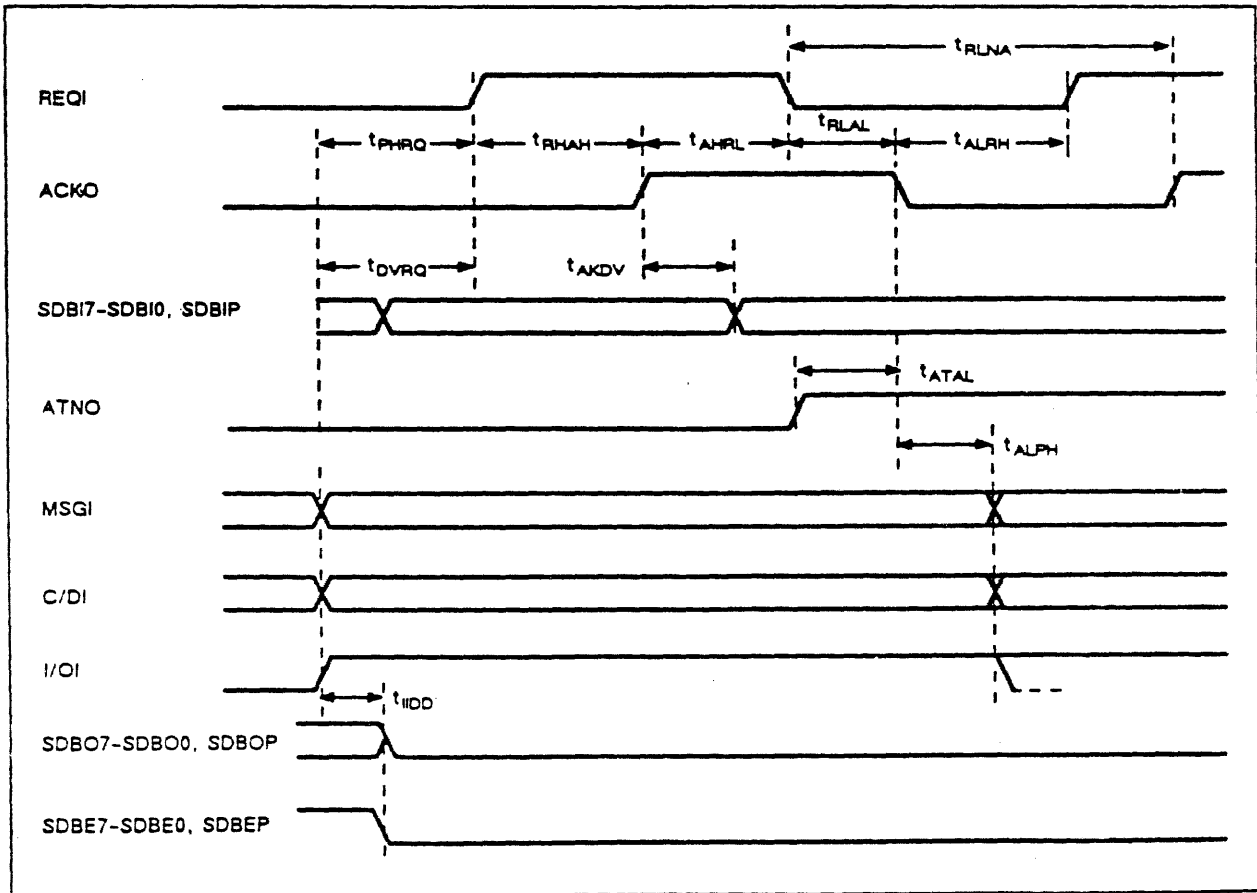 tRLNA
REQI
tRLAL
tPHRQ tRHAH tAHRL tALRH
ACKO
tDVRQ tAKDV
SDBI7-SDBI0, SDBIP
tATAL
ATNO
tALPH
MSGI
C/DI
I/OI
tIIDD
SDBO7-SDBO0, SDBOP
SDBE7-SDBE0, SDBEP